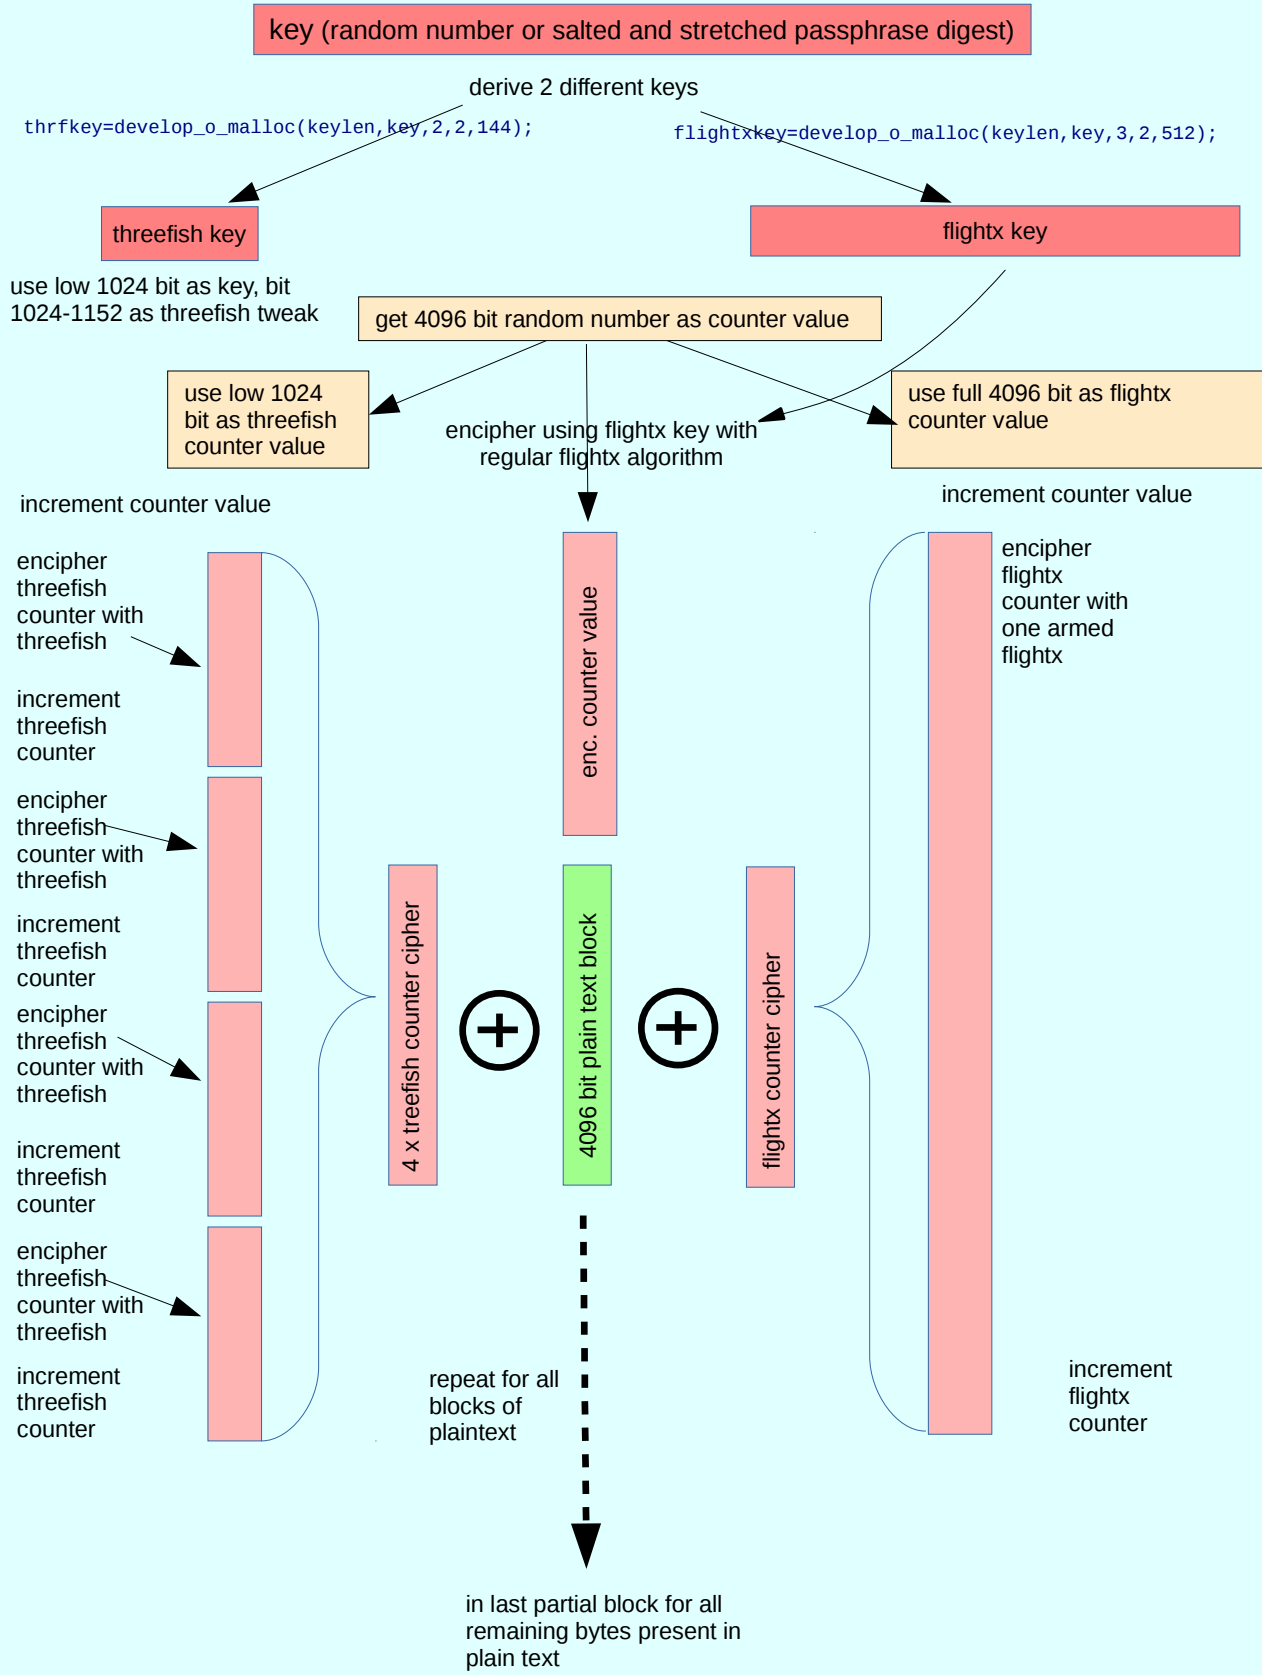 key (random number or salted and stretched passphrase digest)
derive 2 different keys
thrfkey=develop_o_malloc(keylen,key,2,2,144);
flightxkey=develop_o_malloc(keylen,key,3,2,512);
threefish key
flightx key
use low 1024 bit as key, bit
1024-1152 as threefish tweak
get 4096 bit random number as counter value
use low 1024
bit as threefish
counter value
encipher using flightx key with
regular flightx algorithm
use full 4096 bit as flightx
counter value
increment counter value
increment counter value
encipher
threefish
counter with
threefish
increment
threefish
counter
encipher
threefish
counter with
threefish
increment
threefish
counter
encipher
threefish
counter with
threefish
increment
threefish
counter
encipher
threefish
counter with
threefish
increment
threefish
counter
4 x treefish counter cipher
enc. counter value
4096 bit plain text block
flightx counter cipher
encipher
flightx
counter with
one armed
flightx
increment
flightx
counter
repeat for all
blocks of
plaintext
in last partial block for all
remaining bytes present in
plain text